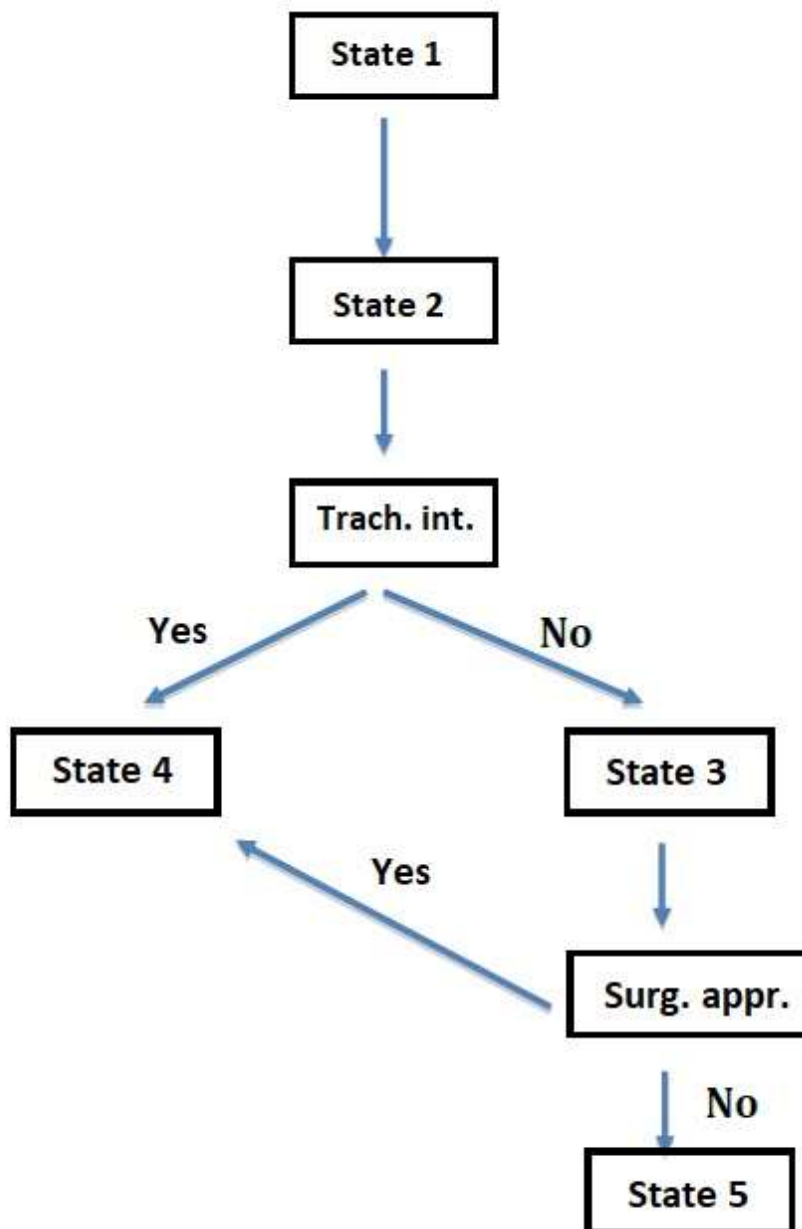 State 1
State 2
Trach. int.
Yes
No
State 4
State 3
Yes
Surg. appr.
No
State 5